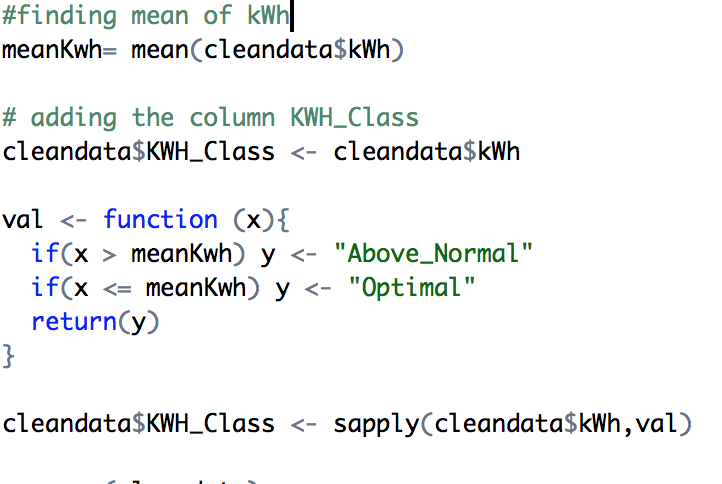 #finding mean of kWh
meanKwh= mean(cleandata$kWh)
# adding the column KWH_Class
cleandata$KWH_Class <- cleandata$kWh
val <- function (x){
  if(x > meanKwh) y <- "Above_Normal"
  if(x <= meanKwh) y <- "Optimal"
  return(y)
}
cleandata$KWH_Class <- sapply(cleandata$kWh,val)